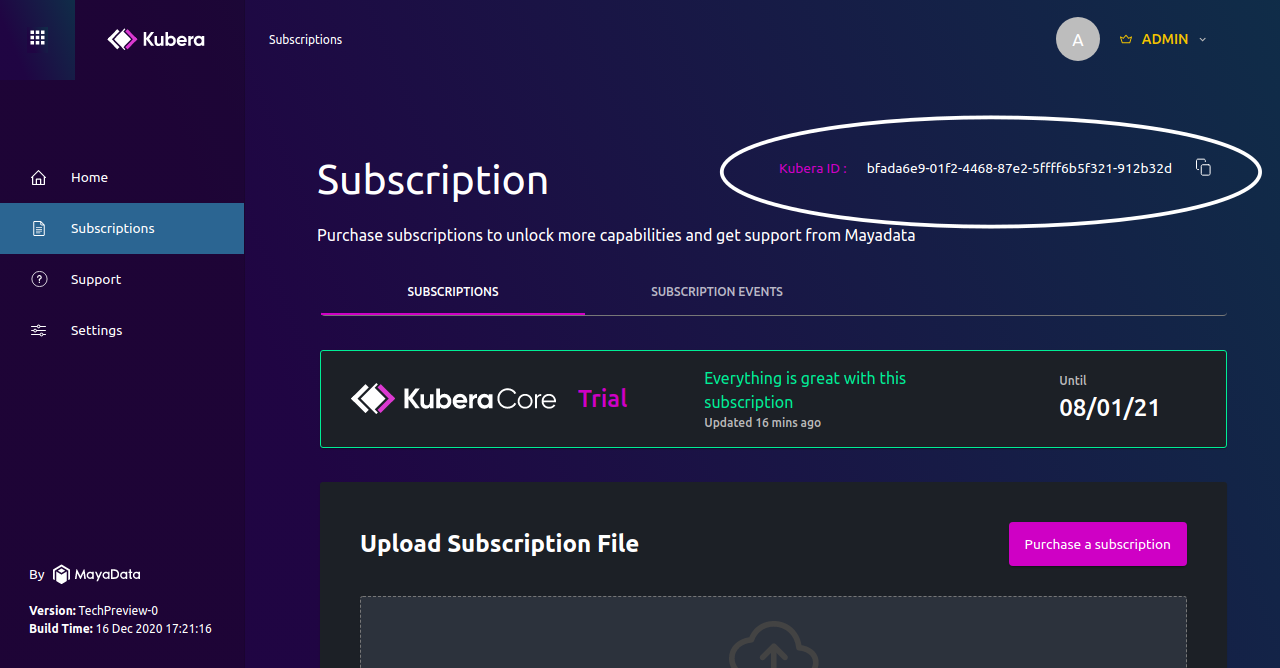 Kubera
Subscriptions
A
ADMIN
Home
Subscriptions
Support
Settings
By MayaData
Version: TechPreview-0
Build Time: 16 Dec 2020 17:21:16
Subscription
Kubera ID : bfada6e9-01f2-4468-87e2-5ffff6b5f321-912b32d
Purchase subscriptions to unlock more capabilities and get support from Mayadata
SUBSCRIPTIONS SUBSCRIPTION EVENTS
Kubera Core Trial
Everything is great with this
subscription
Updated 16 mins ago
Until
08/01/21
Upload Subscription File
Purchase a subscription